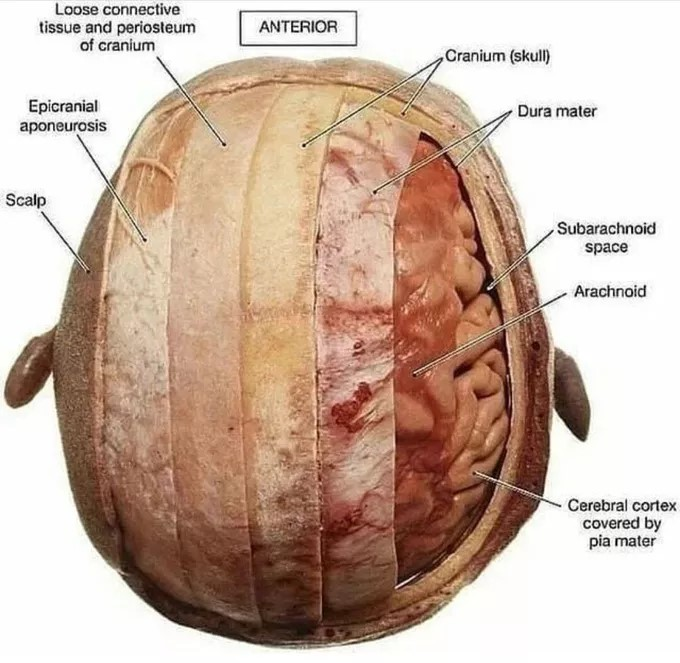 Loose connective
tissue and periosteum
of cranium
ANTERIOR
Cranium (skull)
Epicranial
aponeurosis
Dura mater
Scalp
Subarachnoid
space
Arachnoid
Cerebral cortex
covered by
pia mater